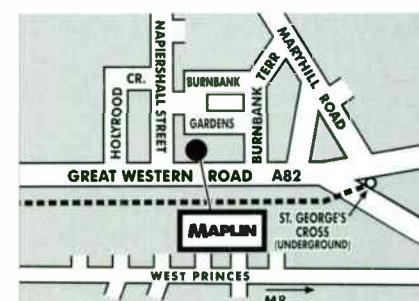 NAPIERSHALL STREET
MARYHILL ROAD
CR.
BURNBANK
TERR
HOLYROOD
GARDENS
BURNBANK
GREAT WESTERN ROAD A82
ST. GEORGE'S
CROSS
(UNDERGROUND)
MAPLIN
WEST PRINCES
M8